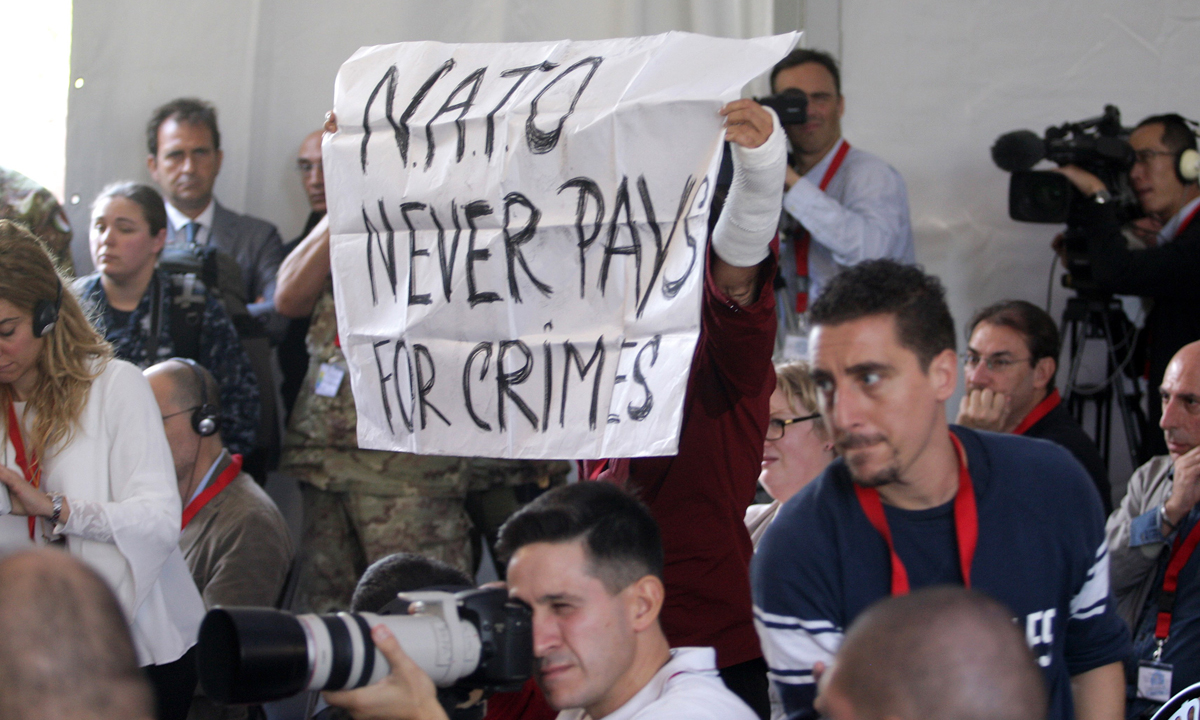 N.A.T.O
NEVER PAYS
FOR CRIMES